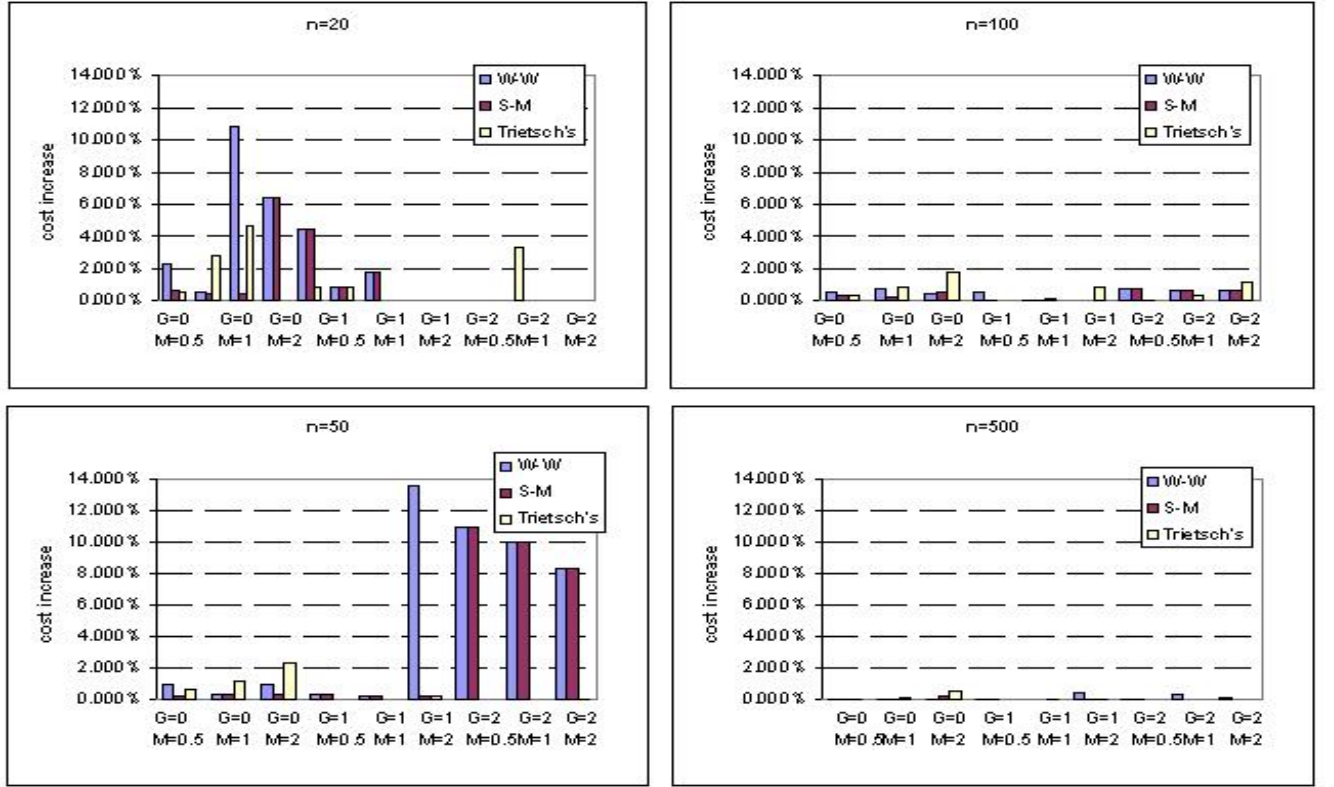 n=20
14.000%
12.000%
10.000%
8.000%
6.000%
4.000%
2.000%
0.000%
cost increase
W-W
S-M
Trietsch's
G=0 G=0 G=0 G=1 G=1 G=1 G=2 G=2 G=2
M=0.5 M=1 M=2 M=0.5 M=1 M=2 M=0.5M=1 M=2
n=100
14.000%
12.000%
10.000%
8.000%
6.000%
4.000%
2.000%
0.000%
cost increase
W-W
S-M
Trietsch's
G=0 G=0 G=0 G=1 G=1 G=1 G=2 G=2 G=2
M=0.5 M=1 M=2 M=0.5 M=1 M=2 M=0.5M=1 M=2
n=50
14.000%
12.000%
10.000%
8.000%
6.000%
4.000%
2.000%
0.000%
cost increase
W-W
S-M
Trietsch's
G=0 G=0 G=0 G=1 G=1 G=1 G=2 G=2 G=2
M=0.5 M=1 M=2 M=0.5 M=1 M=2 M=0.5M=1 M=2
n=500
14.000%
12.000%
10.000%
8.000%
6.000%
4.000%
2.000%
0.000%
cost increase
W-W
S-M
Trietsch's
G=0 G=0 G=0 G=1 G=1 G=1 G=2 G=2 G=2
M=0.5M=1 M=2 M=0.5 M=1 M=2 M=0.5M=1 M=2